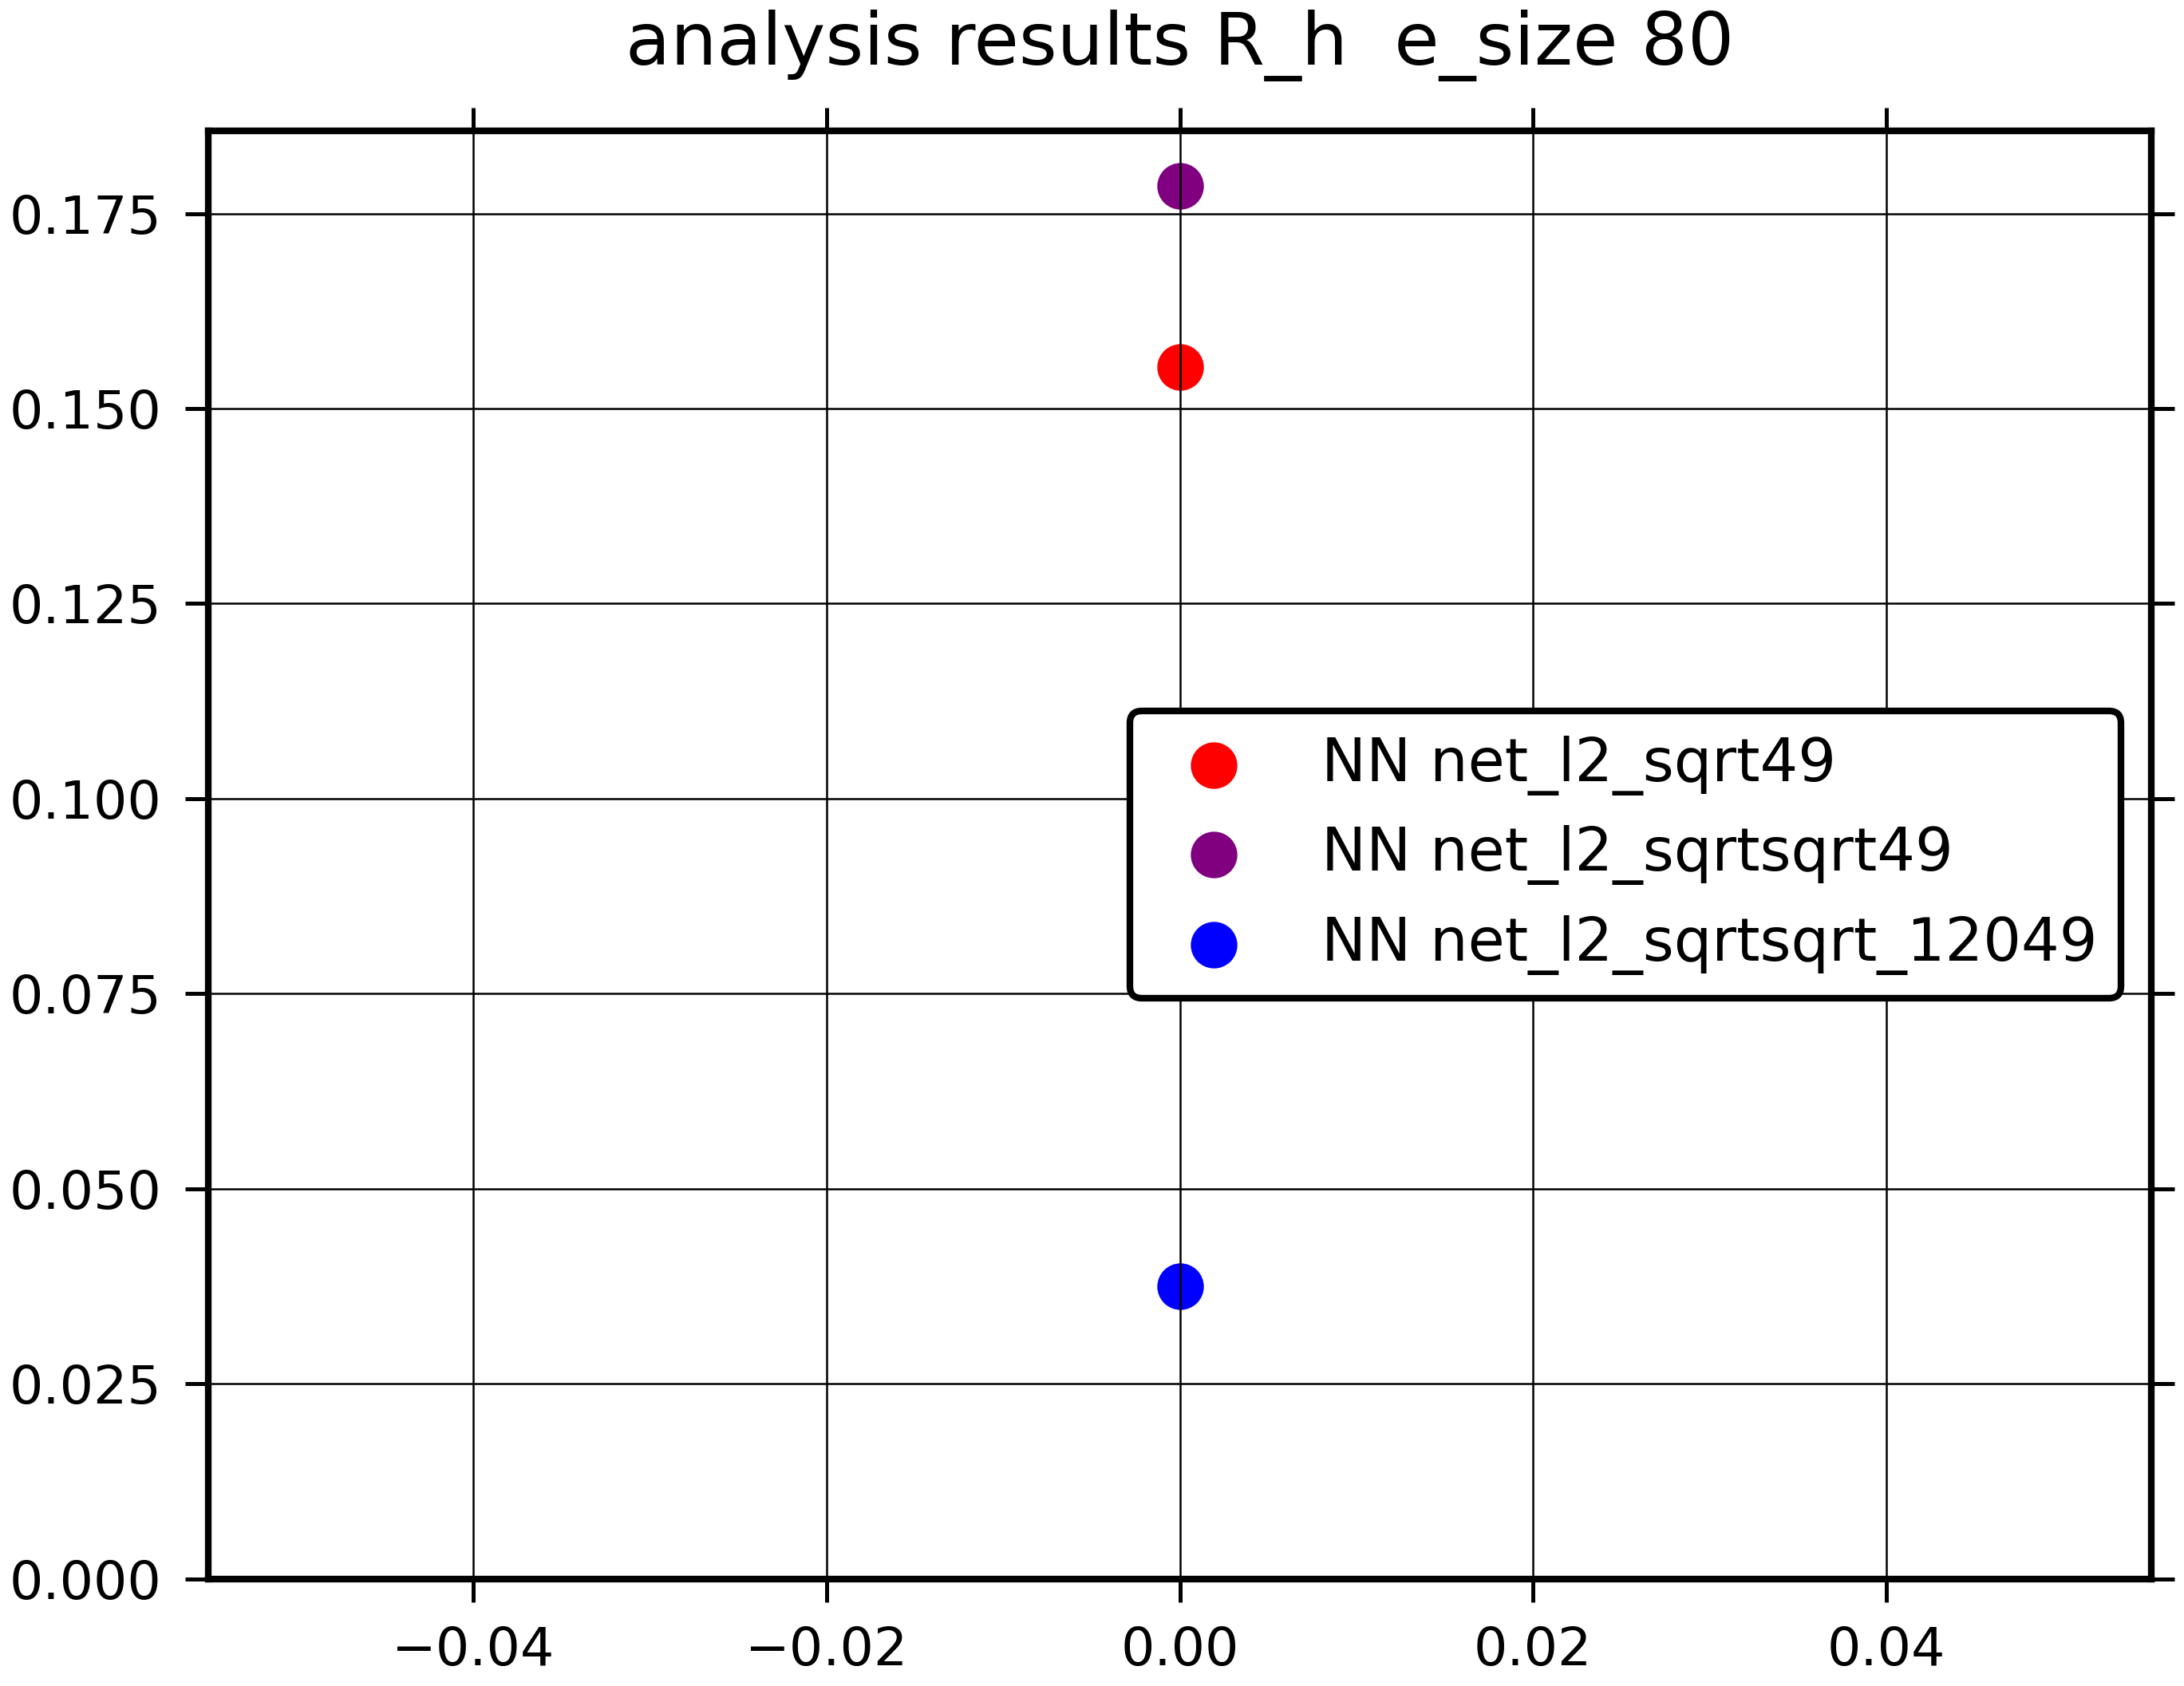 analysis results R_h  e_size 80
0.175
0.150
0.125
0.100
0.075
0.050
0.025
0.000
NN net_l2_sqrt49
NN net_l2_sqrtsqrt49
NN net_l2_sqrtsqrt_12049
−0.04 −0.02 0.00 0.02 0.04